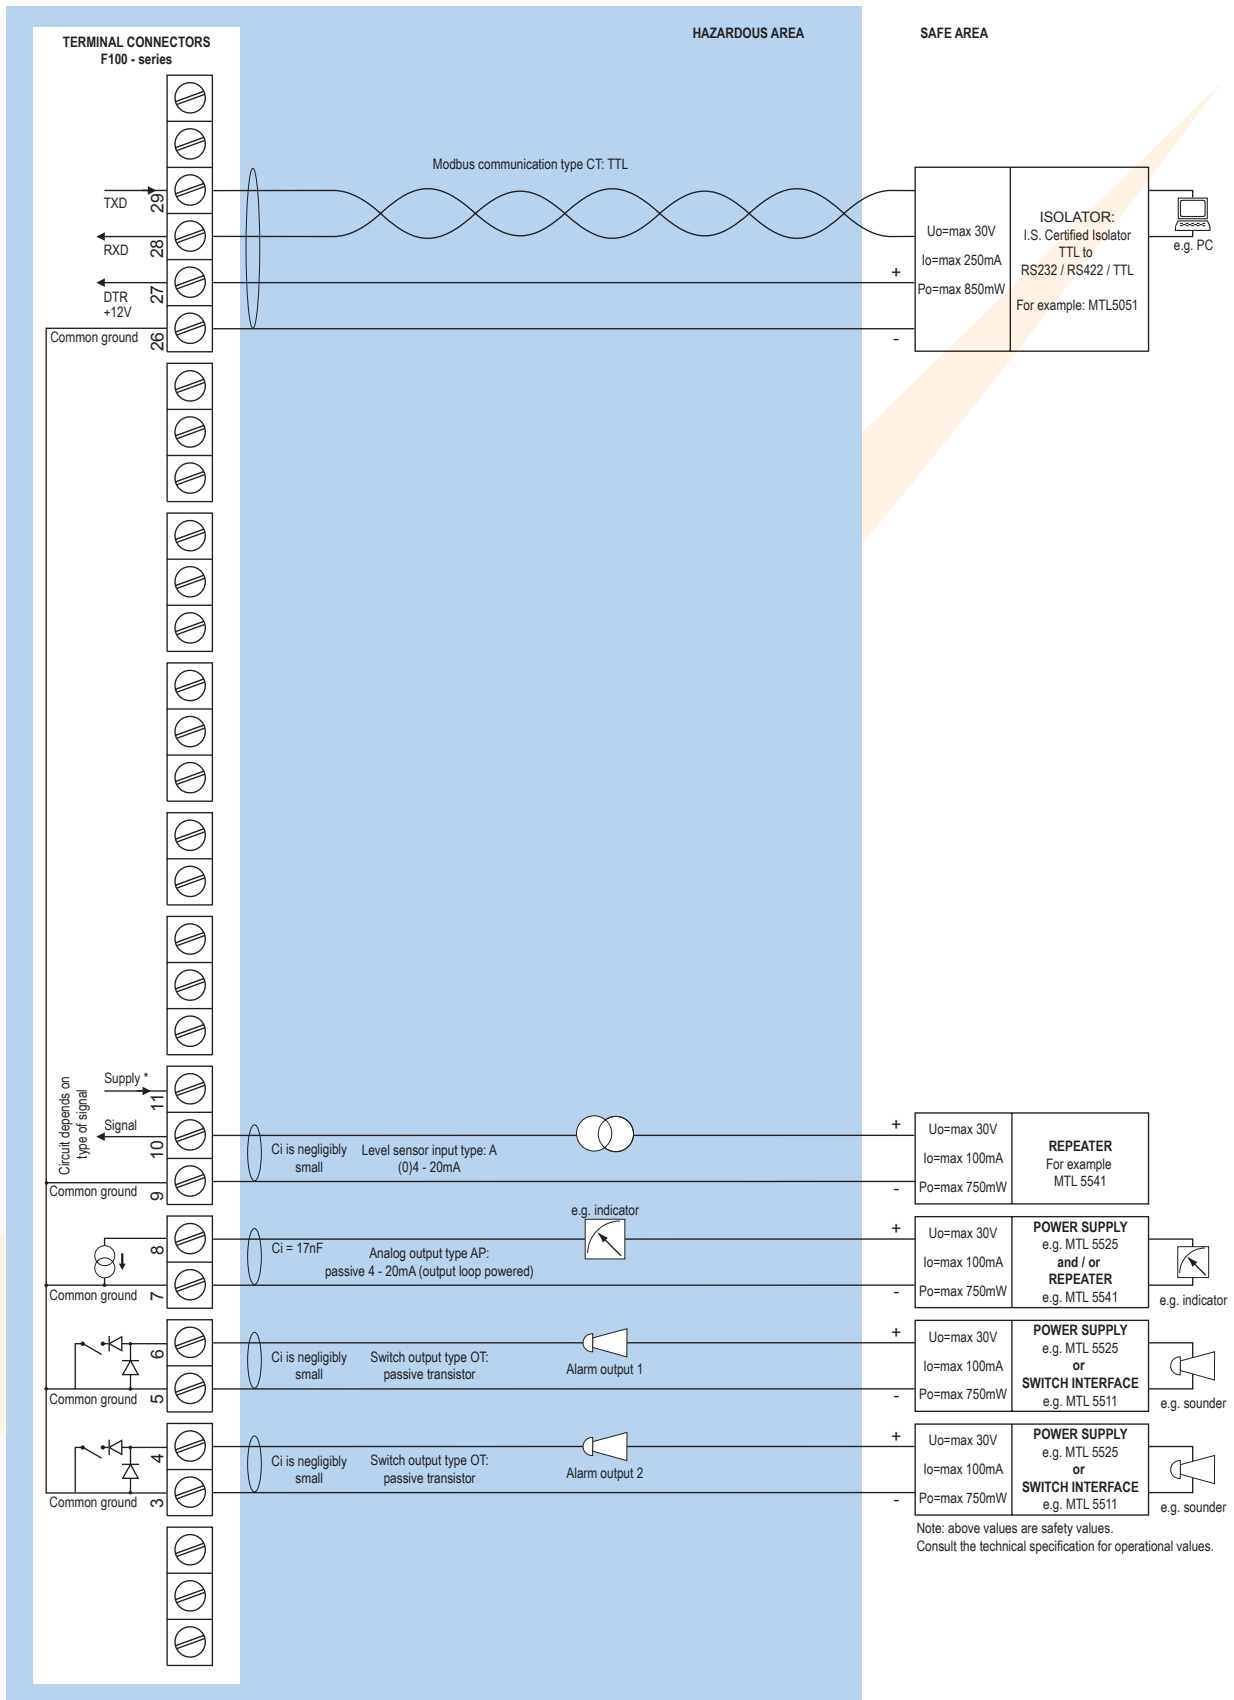 HAZARDOUS AREA
SAFE AREA
TERMINAL CONNECTORS
F100 - series
Modbus communication type CT: TTL
TXD
29
RXD
28
DTR
+12V
27
Common ground
26
+
-
Uo=max 30V
Io=max 250mA
Po=max 850mW
ISOLATOR:
I.S. Certified Isolator
TTL to
RS232 / RS422 / TTL
For example: MTL5051
e.g. PC
Circuit depends on
type of signal
Supply *
11
Signal
10
Common ground
9
Ci is negligibly
small
Level sensor input type: A
(0)4 - 20mA
+
-
Uo=max 30V
Io=max 100mA
Po=max 750mW
REPEATER
For example
MTL 5541
8
Common ground
7
Ci = 17nF
Analog output type AP:
passive 4 - 20mA (output loop powered)
e.g. indicator
+
-
Uo=max 30V
Io=max 100mA
Po=max 750mW
POWER SUPPLY
e.g. MTL 5525
and / or
REPEATER
e.g. MTL 5541
e.g. indicator
6
Common ground
5
Ci is negligibly
small
Switch output type OT:
passive transistor
Alarm output 1
+
-
Uo=max 30V
Io=max 100mA
Po=max 750mW
POWER SUPPLY
e.g. MTL 5525
or
SWITCH INTERFACE
e.g. MTL 5511
e.g. sounder
4
Common ground
3
Ci is negligibly
small
Switch output type OT:
passive transistor
Alarm output 2
+
-
Uo=max 30V
Io=max 100mA
Po=max 750mW
POWER SUPPLY
e.g. MTL 5525
or
SWITCH INTERFACE
e.g. MTL 5511
e.g. sounder
Note: above values are safety values.
Consult the technical specification for operational values.